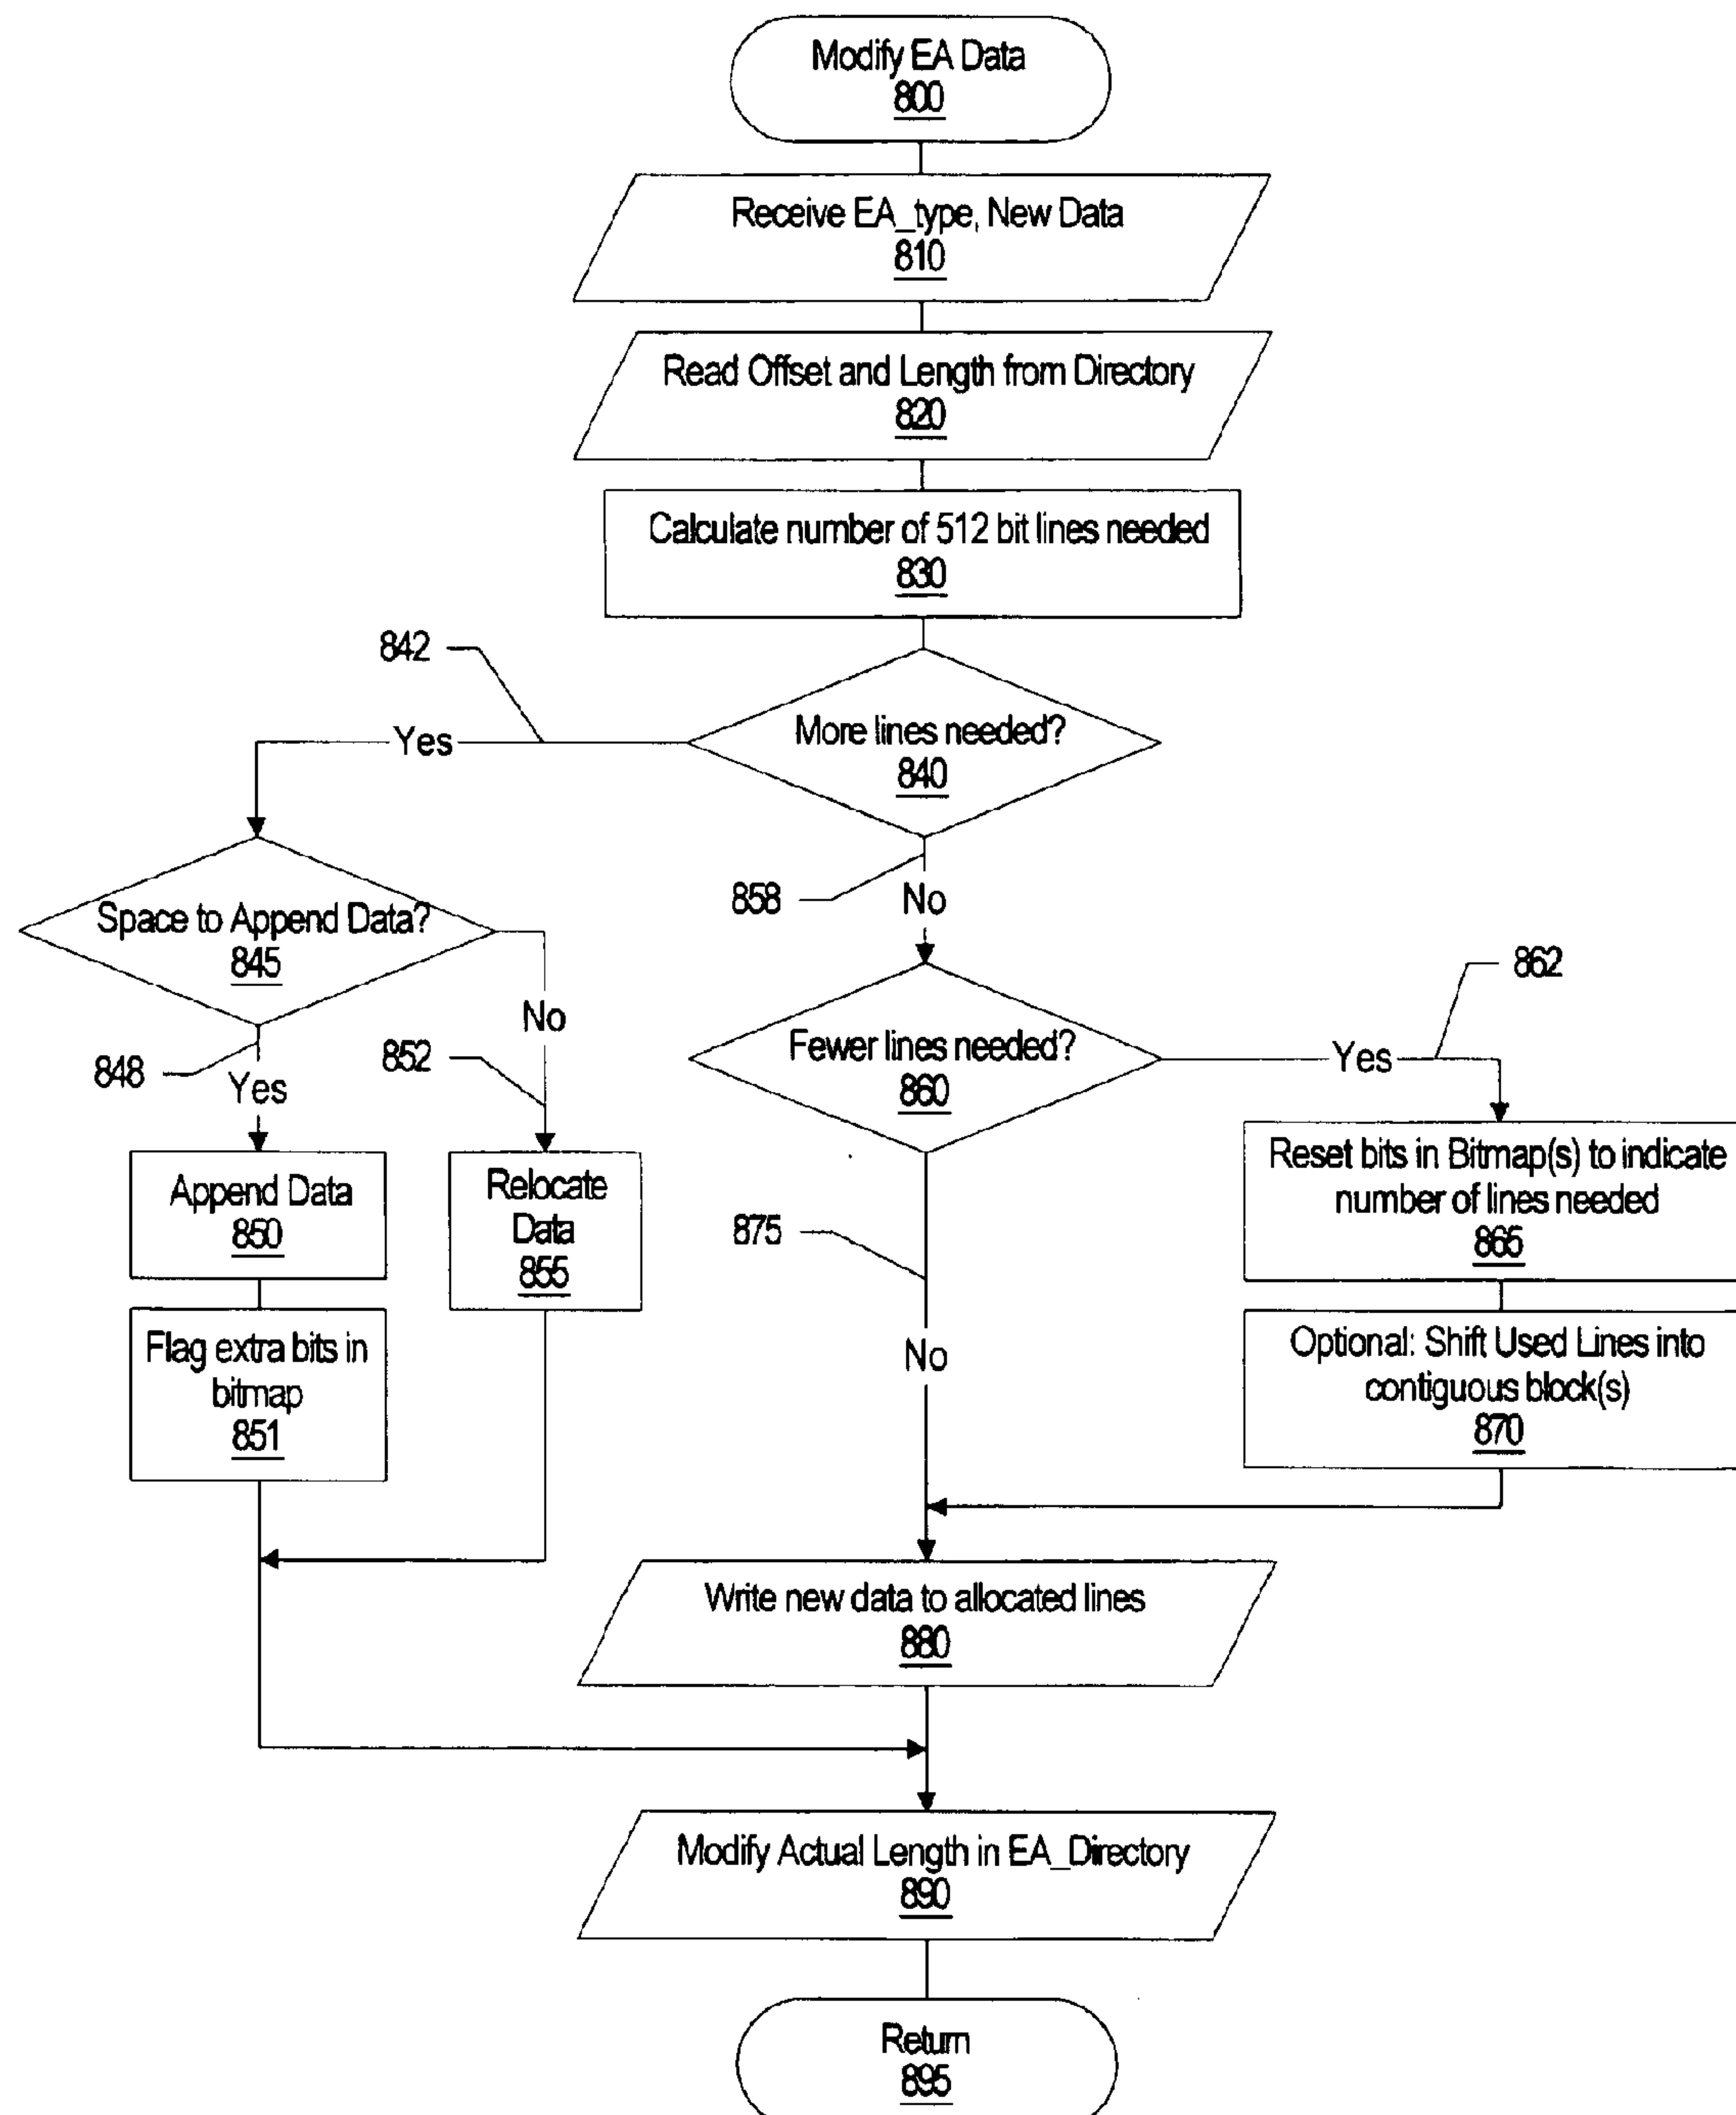 Modify EA Data
800
Receive EA_type, New Data
810
Read Offset and Length from Directory
820
Calculate number of 512 bit lines needed
830
842
Yes
More lines needed?
840
Space to Append Data?
845
858
No
862
No
848
Yes
852
Fewer lines needed?
860
Yes
Append Data
850
Relocate
Data
855
875
Reset bits in Bitmap(s) to indicate
number of lines needed
865
Flag extra bits in
bitmap
851
No
Optional: Shift Used Lines into
contiguous block(s)
870
Write new data to allocated lines
880
Modify Actual Length in EA_Directory
890
Return
895